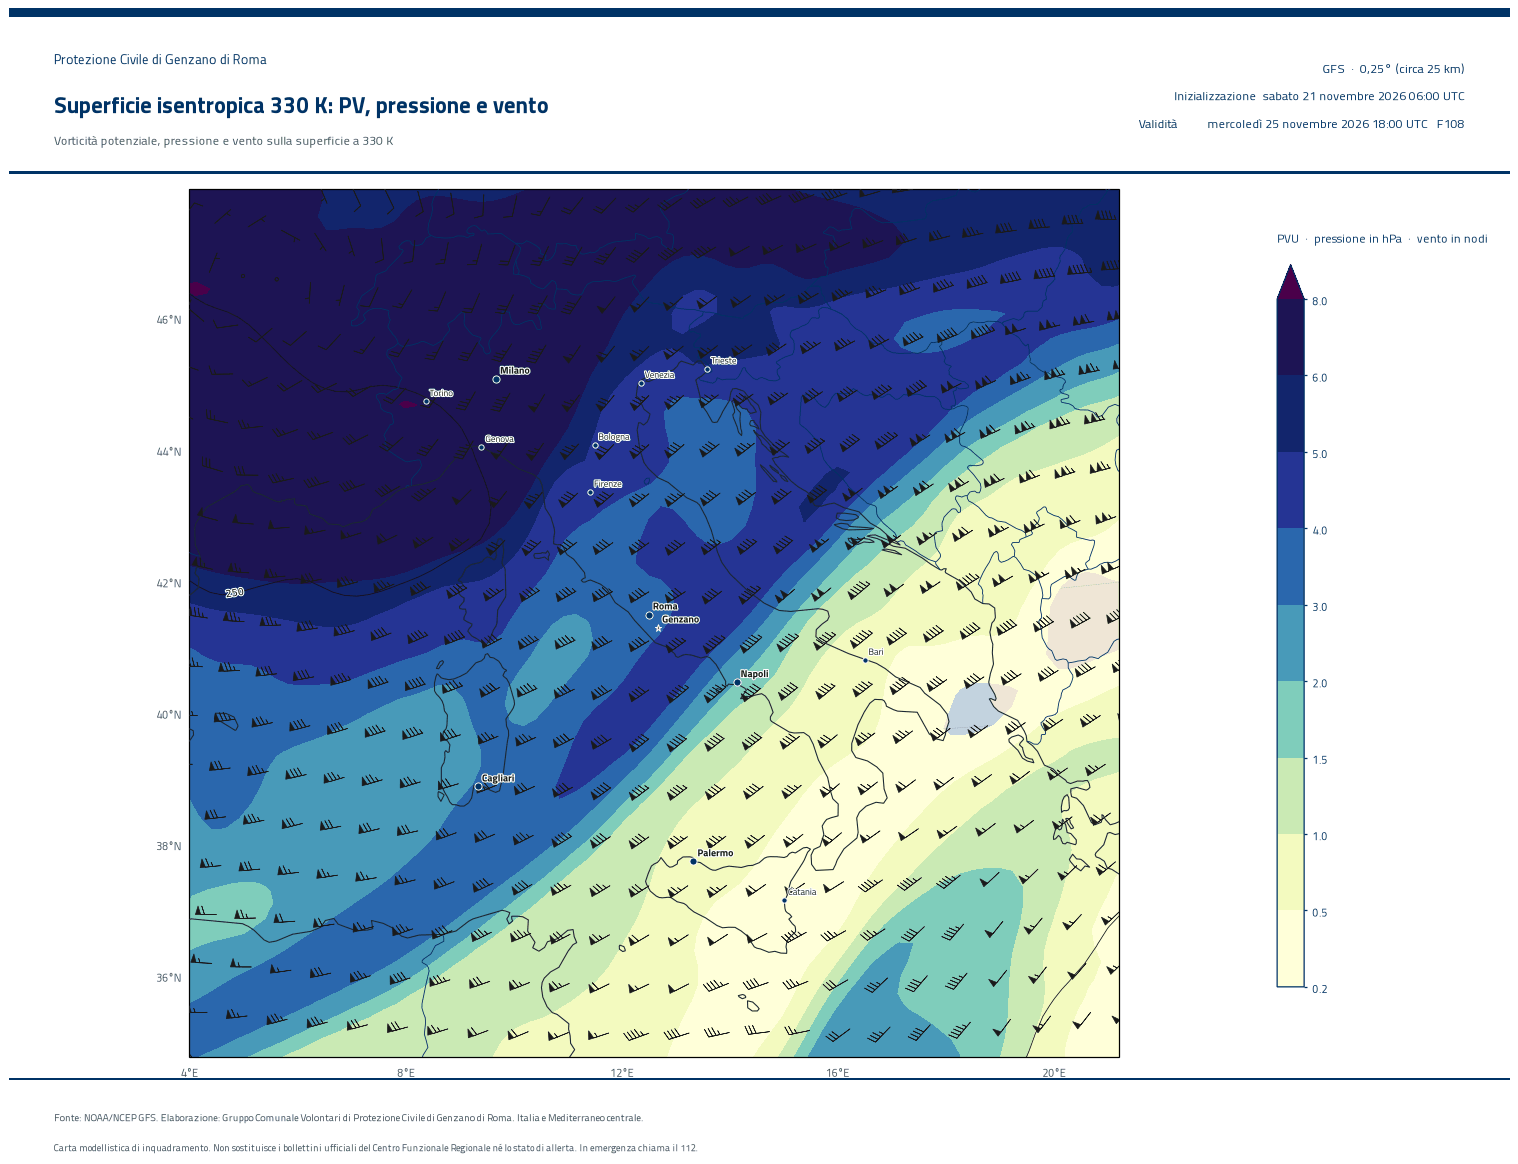 Protezione Civile di Genzano di Roma
Superficie isentropica 330 K: PV, pressione e vento
Vorticità potenziale, pressione e vento sulla superficie a 330 K
GFS · 0,25° (circa 25 km)
Inizializzazione sabato 21 novembre 2026 06:00 UTC
Validità mercoledì 25 novembre 2026 18:00 UTC F108
PVU · pressione in hPa · vento in nodi
8.0
6.0
5.0
4.0
3.0
2.0
1.5
1.0
0.5
0.2
46°N
44°N
42°N
40°N
38°N
36°N
4°E
8°E
12°E
16°E
20°E
Trieste
Milano
Venezia
Torino
Genova
Bologna
Firenze
250
Roma
Genzano
Bari
Napoli
Cagliari
Palermo
Catania
Fonte: NOAA/NCEP GFS. Elaborazione: Gruppo Comunale Volontari di Protezione Civile di Genzano di Roma. Italia e Mediterraneo centrale.
Carta modellistica di inquadramento. Non sostituisce i bollettini ufficiali del Centro Funzionale Regionale né lo stato di allerta. In emergenza chiama il 112.